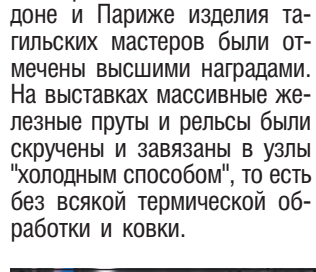 доне и Париже изделия та-
гильских мастеров были от-
мечены высшими наградами.
На выставках массивные же-
лезные пруты и рельсы были
скручены и завязаны в узлы
"холодным способом", то есть
без всякой термической об-
работки и ковки.